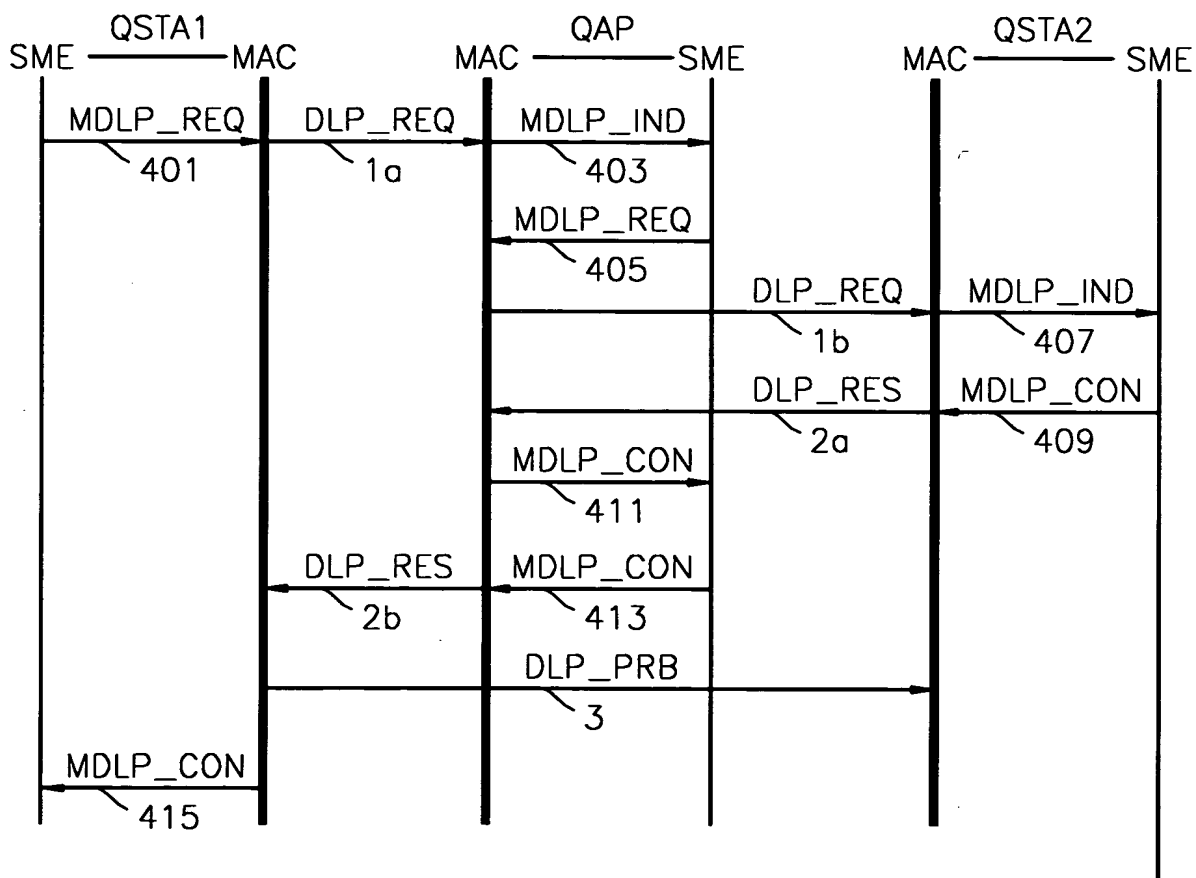 QSTA1 QAP QSTA2
SME MAC MAC SME MAC SME
MDLP_REQ DLP_REQ MDLP_IND
401 1a 403
MDLP_REQ
405
DLP_REQ MDLP_IND
1b 407
DLP_RES MDLP_CON
2a 409
MDLP_CON
411
DLP_RES MDLP_CON
2b 413
DLP_PRB
3
MDLP_CON
415